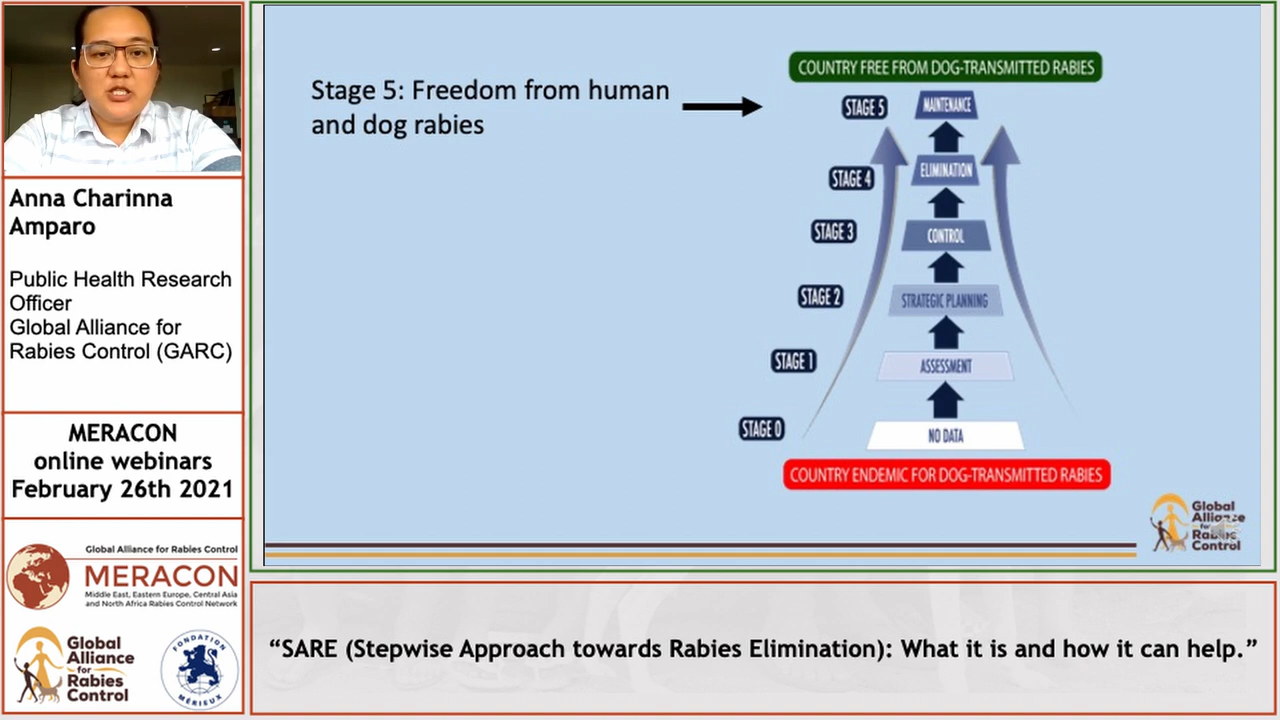 Anna Charinna
Amparo
Public Health Research
Officer
Global Alliance for
Rabies Control (GARC)
MERACON
online webinars
February 26th 2021
Global Alliance for Rabies Control
MERACON
Middle East, Eastern Europe, Central Asia
and North Africa Rabies Control Network
Global
Alliance
for
Rabies
Control
FONDATION
MÉRIEUX
Stage 5: Freedom from human
and dog rabies
COUNTRY FREE FROM DOG-TRANSMITTED RABIES
STAGE 5 MAINTENANCE
STAGE 4 ELIMINATION
STAGE 3 CONTROL
STAGE 2 STRATEGIC PLANNING
STAGE 1 ASSESSMENT
STAGE 0 NO DATA
COUNTRY ENDEMIC FOR DOG-TRANSMITTED RABIES
Global
Alliance
for
Rabies
Control
“SARE (Stepwise Approach towards Rabies Elimination): What it is and how it can help.”